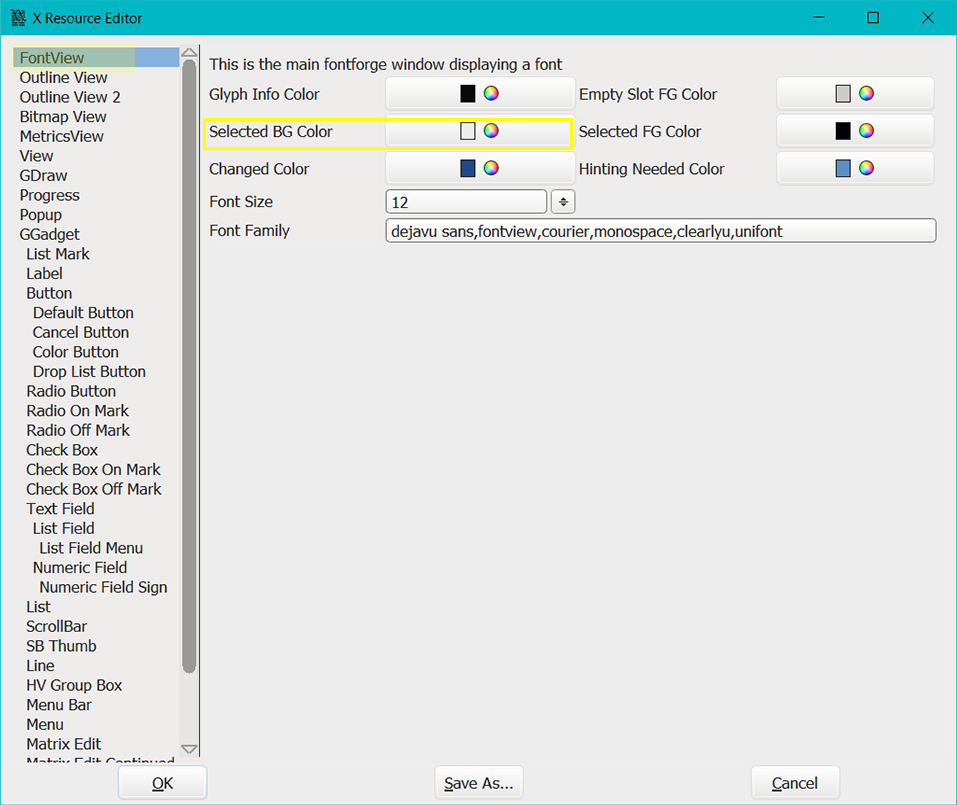 X Resource Editor
FontView
Outline View
Outline View 2
Bitmap View
MetricsView
View
GDraw
Progress
Popup
GGadget
List Mark
Label
Button
Default Button
Cancel Button
Color Button
Drop List Button
Radio Button
Radio On Mark
Radio Off Mark
Check Box
Check Box On Mark
Check Box Off Mark
Text Field
List Field
List Field Menu
Numeric Field
Numeric Field Sign
List
ScrollBar
SB Thumb
Line
HV Group Box
Menu Bar
Menu
Matrix Edit
Matrix Edit Continued
This is the main fontforge window displaying a font
Glyph Info Color Empty Slot FG Color
Selected BG Color Selected FG Color
Changed Color Hinting Needed Color
Font Size 12
Font Family dejavu sans,fontview,courier,monospace,clearlyu,unifont
OK Save As... Cancel